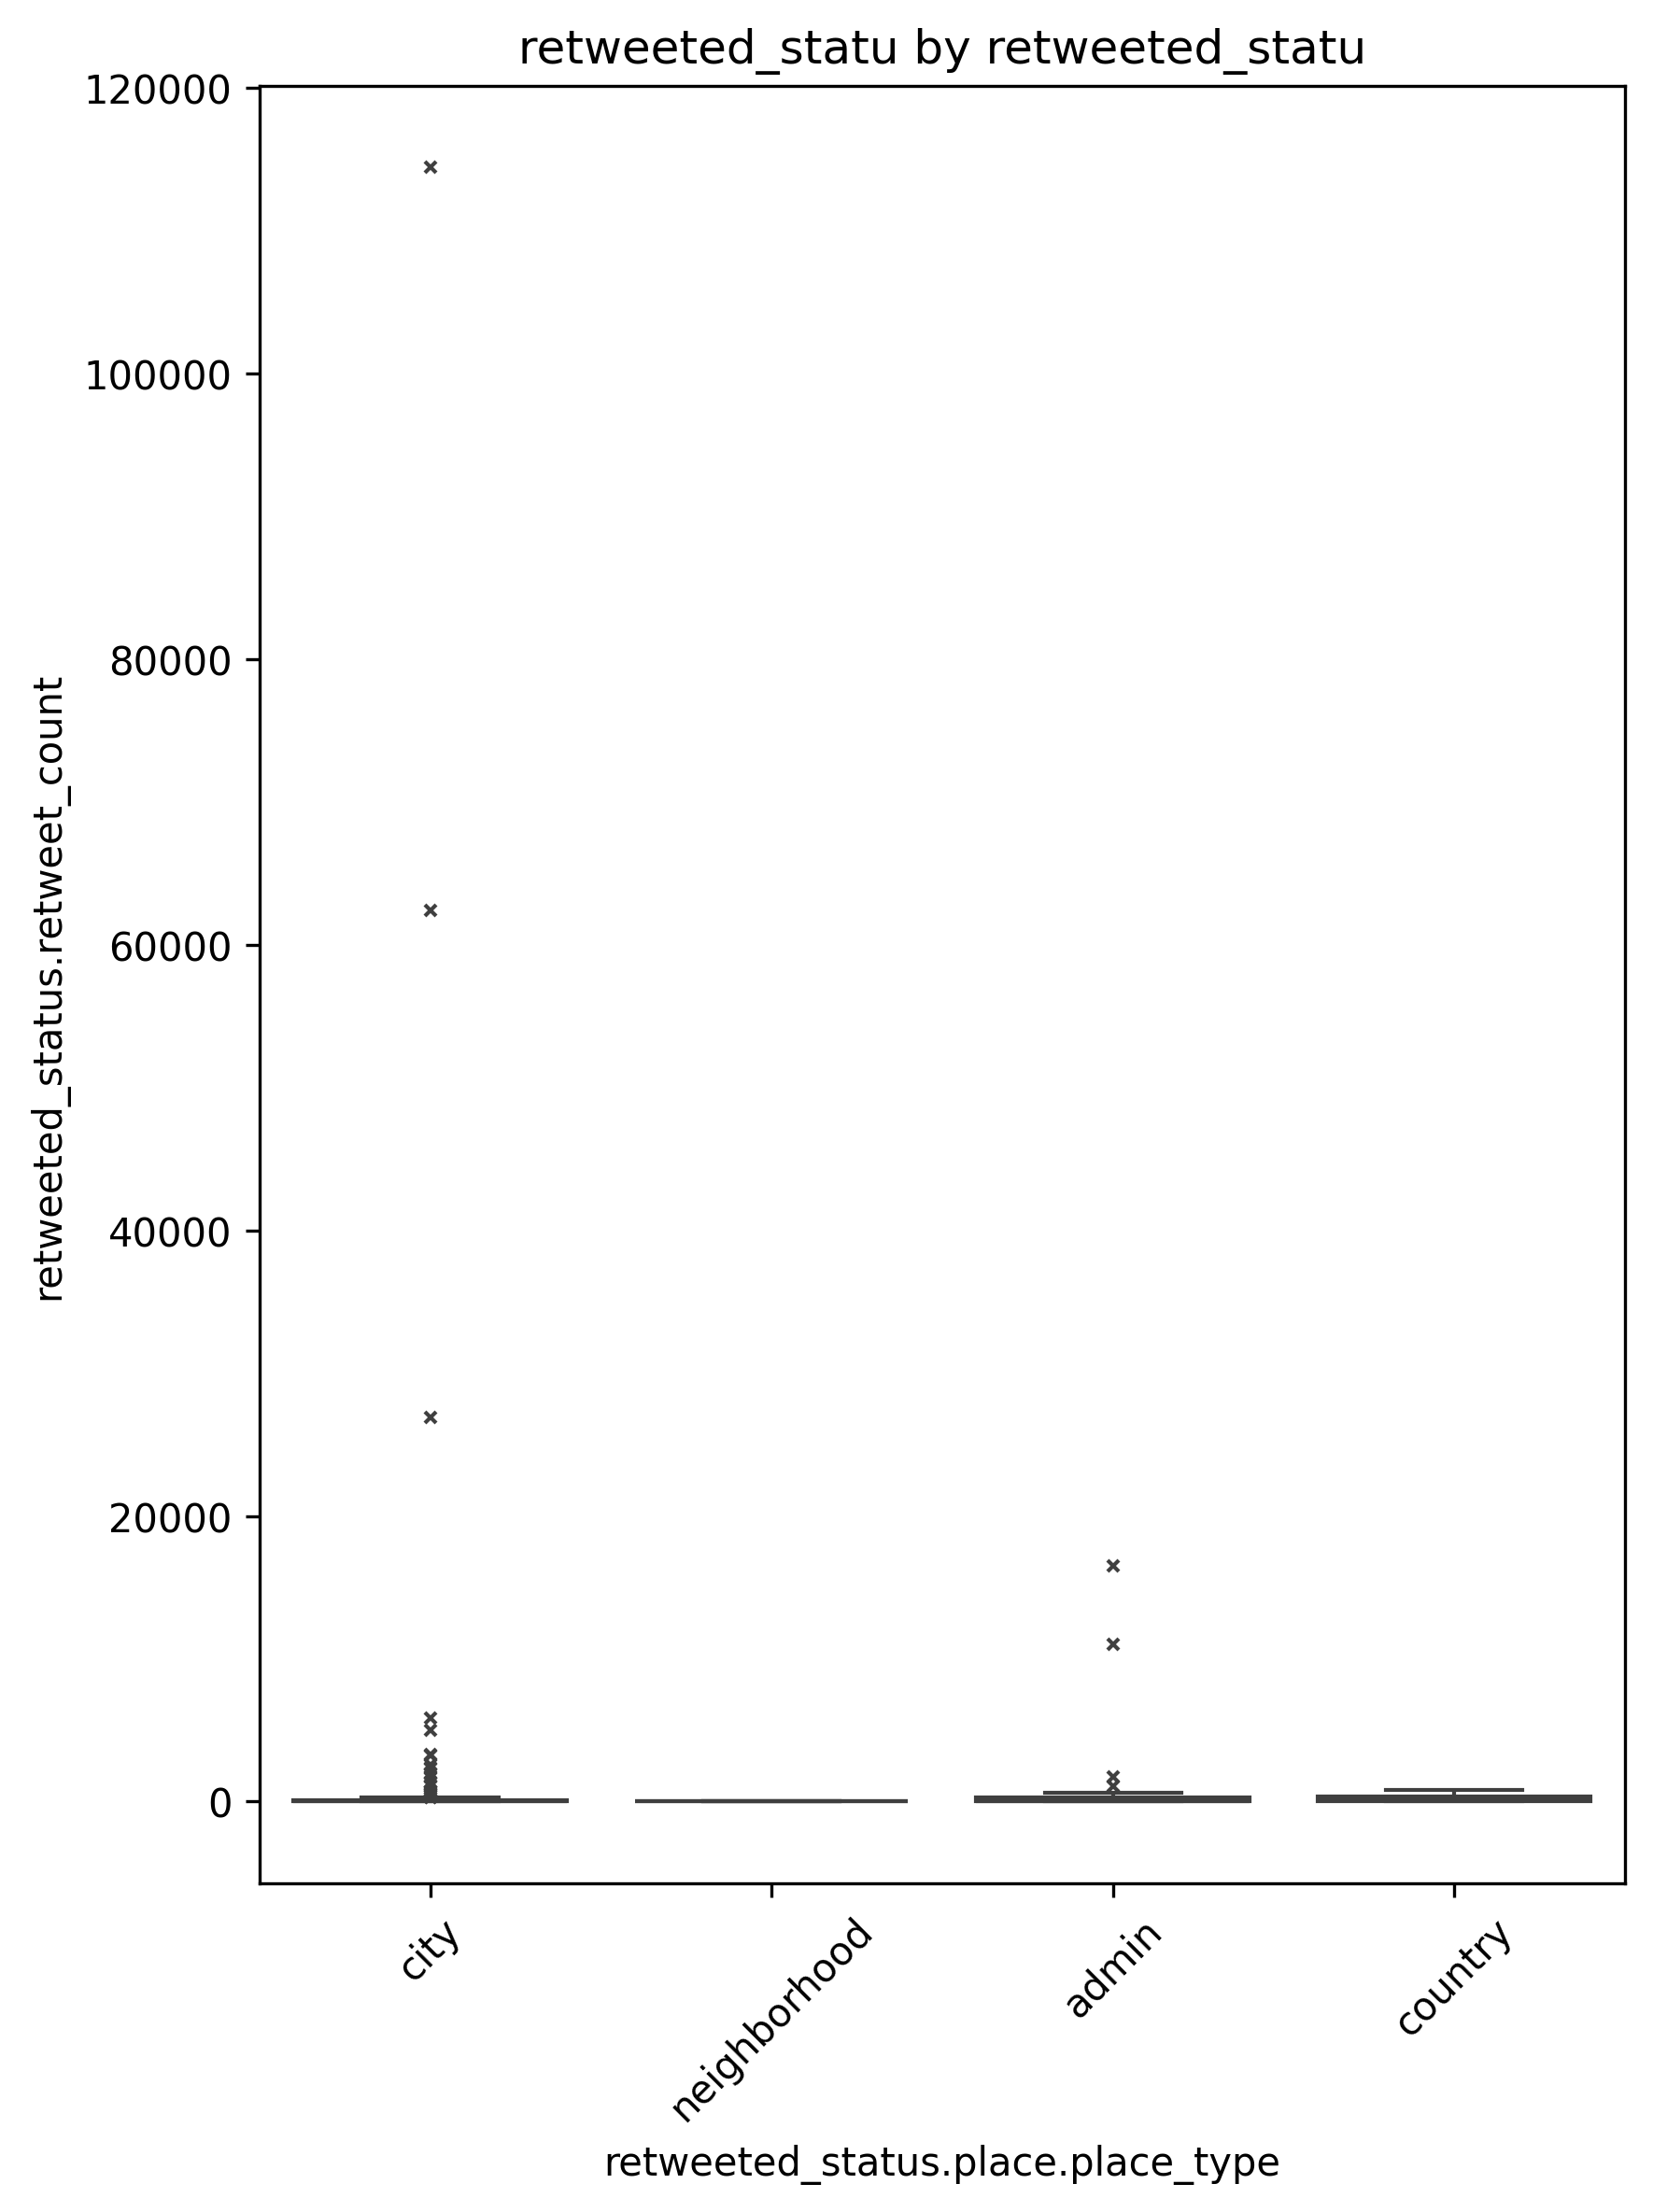 retweeted_statu by retweeted_statu
120000
100000
80000
60000
40000
20000
0
retweeted_status.retweet_count
city
neighborhood
admin
country
retweeted_status.place.place_type